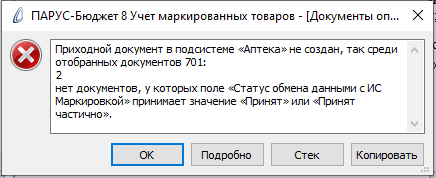 ПАРУС-Бюджет 8 Учет маркированных товаров - [Документы оп...
Приходной документ в подсистеме «Аптека» не создан, так среди
отобранных документов 701:
2
нет документов, у которых поле «Статус обмена данными с ИС
Маркировкой» принимает значение «Принят» или «Принят
частично».
ОК Подробно Стек Копировать